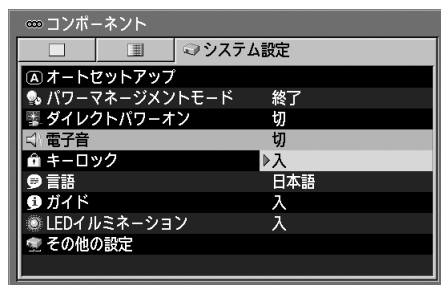 コンポーネント
システム設定
Ⓐ オートセットアップ
パワーマネージメントモード 終了
ダイレクトパワーオン 切
電子音 切
キーロック ▷入
言語 日本語
ガイド 入
LEDイルミネーション 入
その他の設定